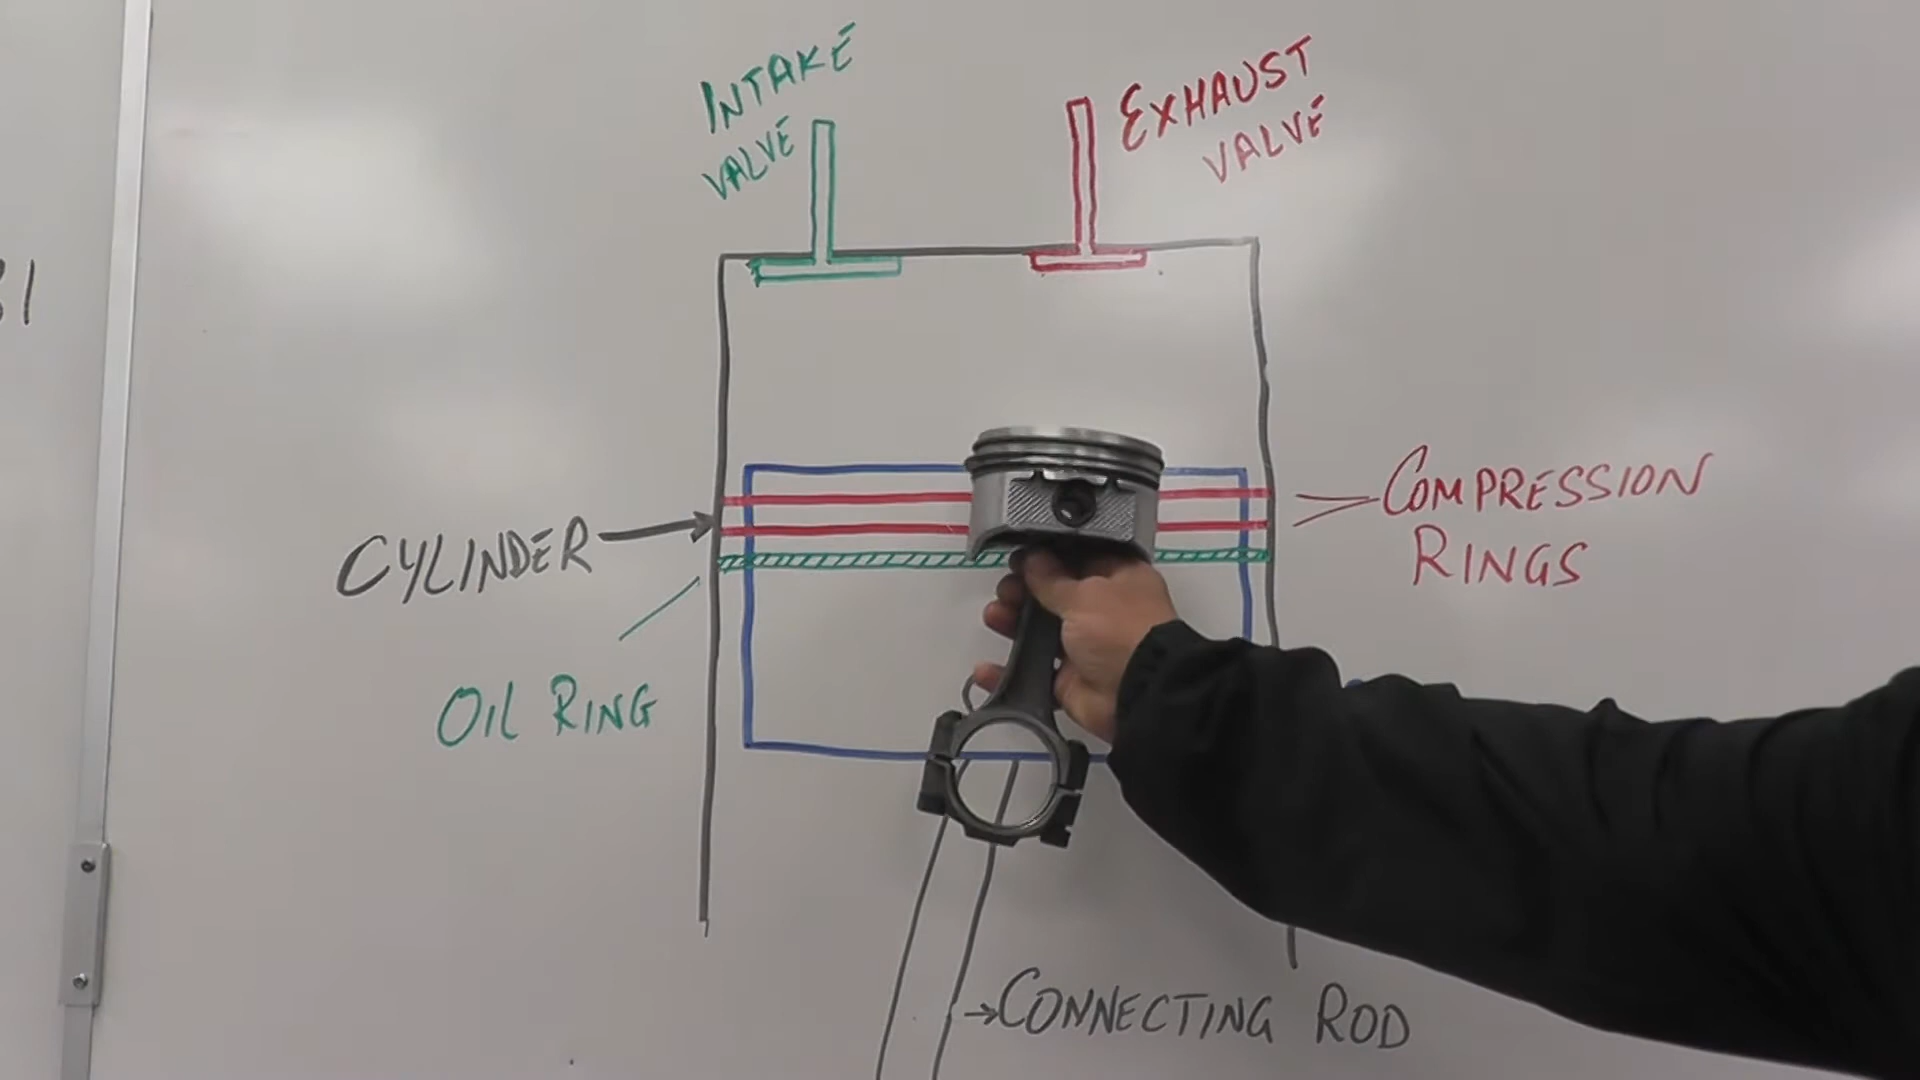 INTAKE
VALVE
EXHAUST
VALVE
CYLINDER
COMPRESSION
RINGS
OIL RING
CONNECTING ROD